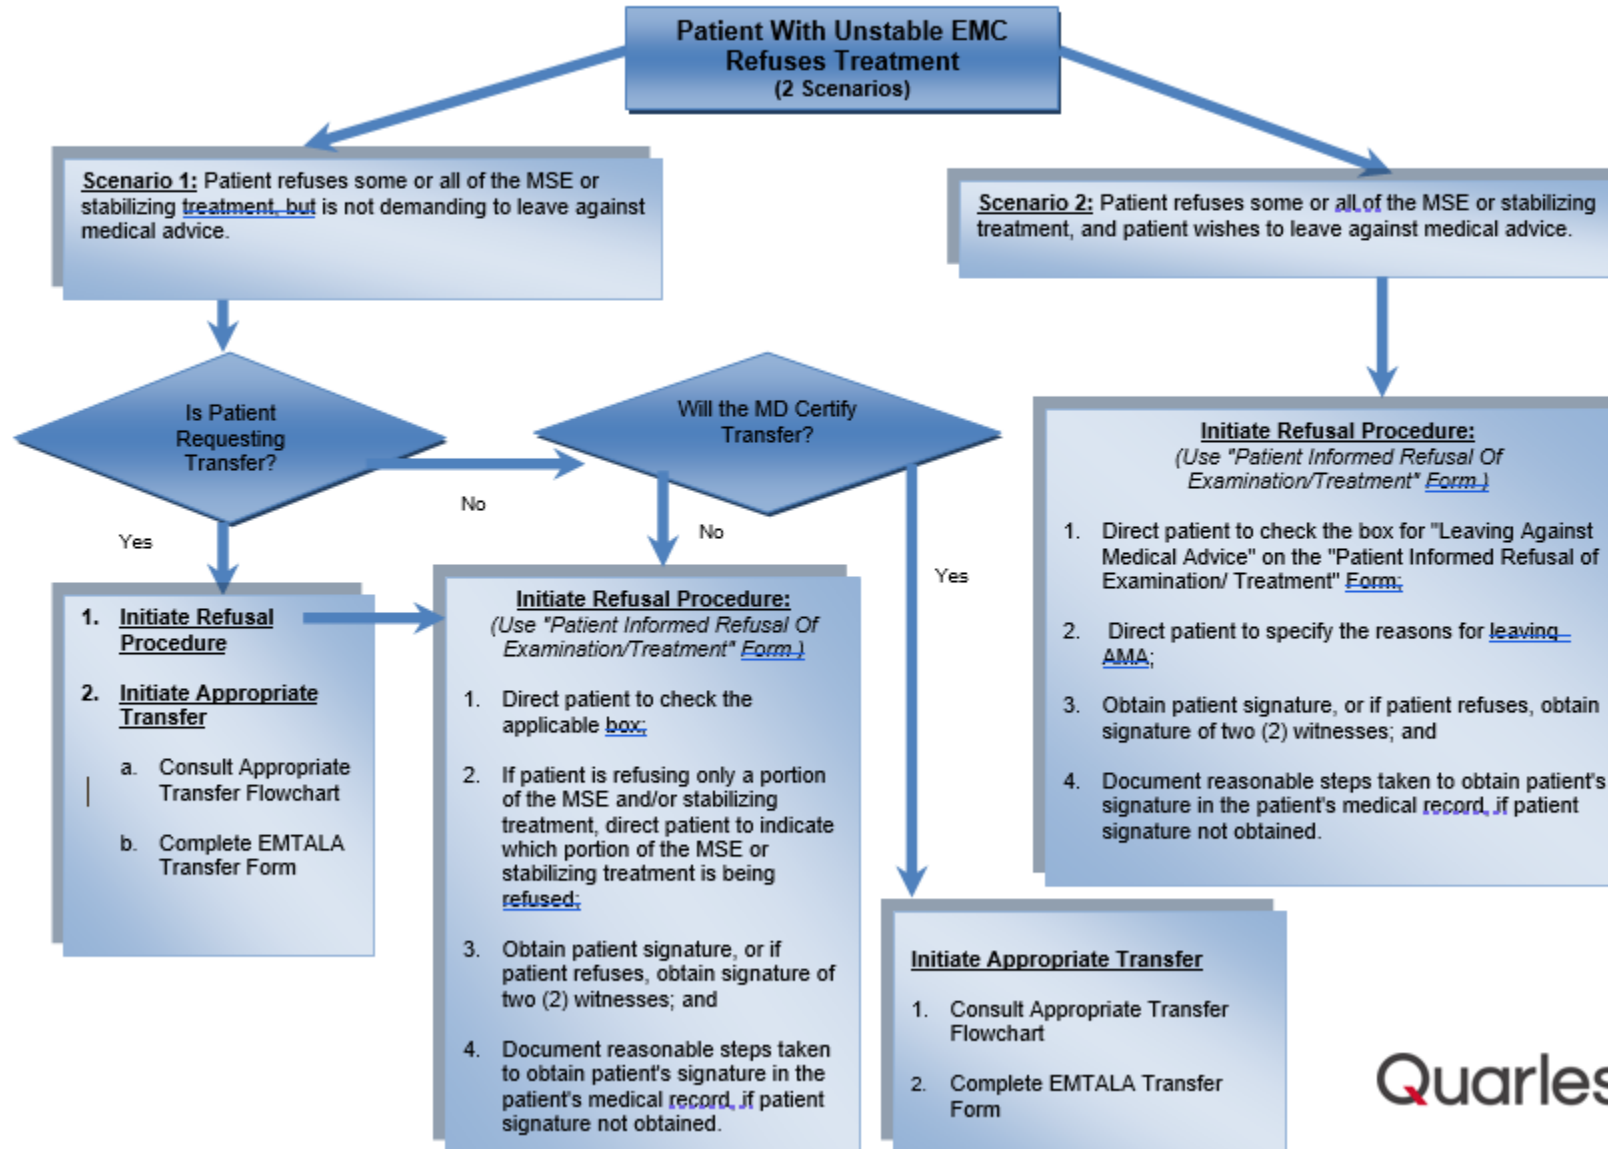 Patient With Unstable EMC
Refuses Treatment
(2 Scenarios)
Scenario 1: Patient refuses some or all of the MSE or
stabilizing treatment, but is not demanding to leave against
medical advice.
Scenario 2: Patient refuses some or all of the MSE or stabilizing
treatment, and patient wishes to leave against medical advice.
Is Patient
Requesting
Transfer?
Will the MD Certify
Transfer?
No
Yes
No
Yes
1. Initiate Refusal
Procedure
2. Initiate Appropriate
Transfer
a. Consult Appropriate
Transfer Flowchart
b. Complete EMTALA
Transfer Form
Initiate Refusal Procedure:
(Use "Patient Informed Refusal Of
Examination/Treatment" Form )
1. Direct patient to check the
applicable box;
2. If patient is refusing only a portion
of the MSE and/or stabilizing
treatment, direct patient to indicate
which portion of the MSE or
stabilizing treatment is being
refused;
3. Obtain patient signature, or if
patient refuses, obtain signature of
two (2) witnesses; and
4. Document reasonable steps taken
to obtain patient's signature in the
patient's medical record, if patient
signature not obtained.
Initiate Appropriate Transfer
1. Consult Appropriate Transfer
Flowchart
2. Complete EMTALA Transfer
Form
Initiate Refusal Procedure:
(Use "Patient Informed Refusal Of
Examination/Treatment" Form )
1. Direct patient to check the box for "Leaving Against
Medical Advice" on the "Patient Informed Refusal of
Examination/ Treatment" Form;
2. Direct patient to specify the reasons for leaving
AMA;
3. Obtain patient signature, or if patient refuses, obtain
signature of two (2) witnesses; and
4. Document reasonable steps taken to obtain patient's
signature in the patient's medical record, if patient
signature not obtained.
Quarles